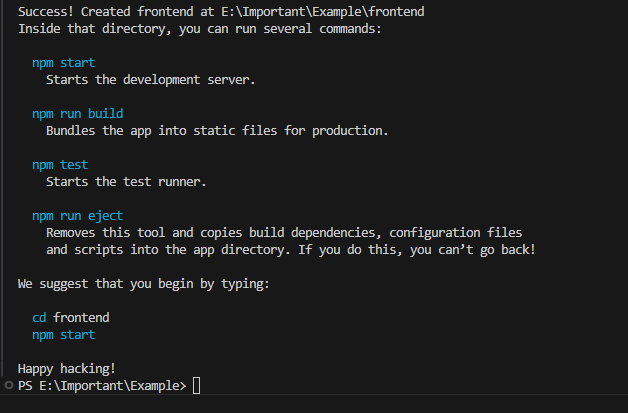 Success! Created frontend at E:\Important\Example\frontend
Inside that directory, you can run several commands:
npm start
Starts the development server.
npm run build
Bundles the app into static files for production.
npm test
Starts the test runner.
npm run eject
Removes this tool and copies build dependencies, configuration files
and scripts into the app directory. If you do this, you can’t go back!
We suggest that you begin by typing:
cd frontend
npm start
Happy hacking!
PS E:\Important\Example>